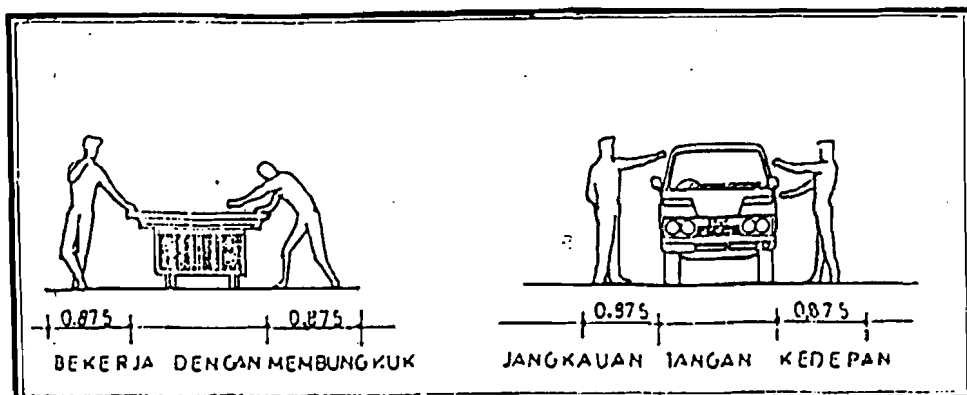 0.875 0.875
BEKERJA DENGAN MEMBUNGKUK
0.975 0.875
JANGKAUAN TANGAN KEDEPAN